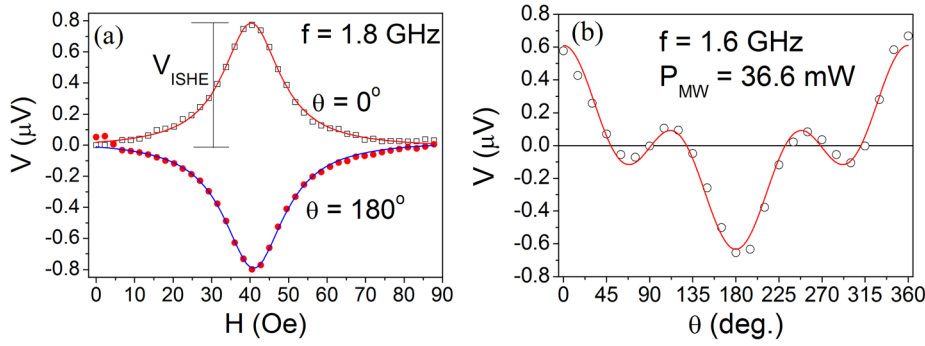 (a)
f = 1.8 GHz
V_ISHE
θ = 0°
θ = 180°
V (μV)
0.8
0.6
0.4
0.2
0.0
-0.2
-0.4
-0.6
-0.8
0 10 20 30 40 50 60 70 80 90
H (Oe)
(b)
f = 1.6 GHz
P_MW = 36.6 mW
V (μV)
0.8
0.6
0.4
0.2
0.0
-0.2
-0.4
-0.6
-0.8
0 45 90 135 180 225 270 315 360
θ (deg.)